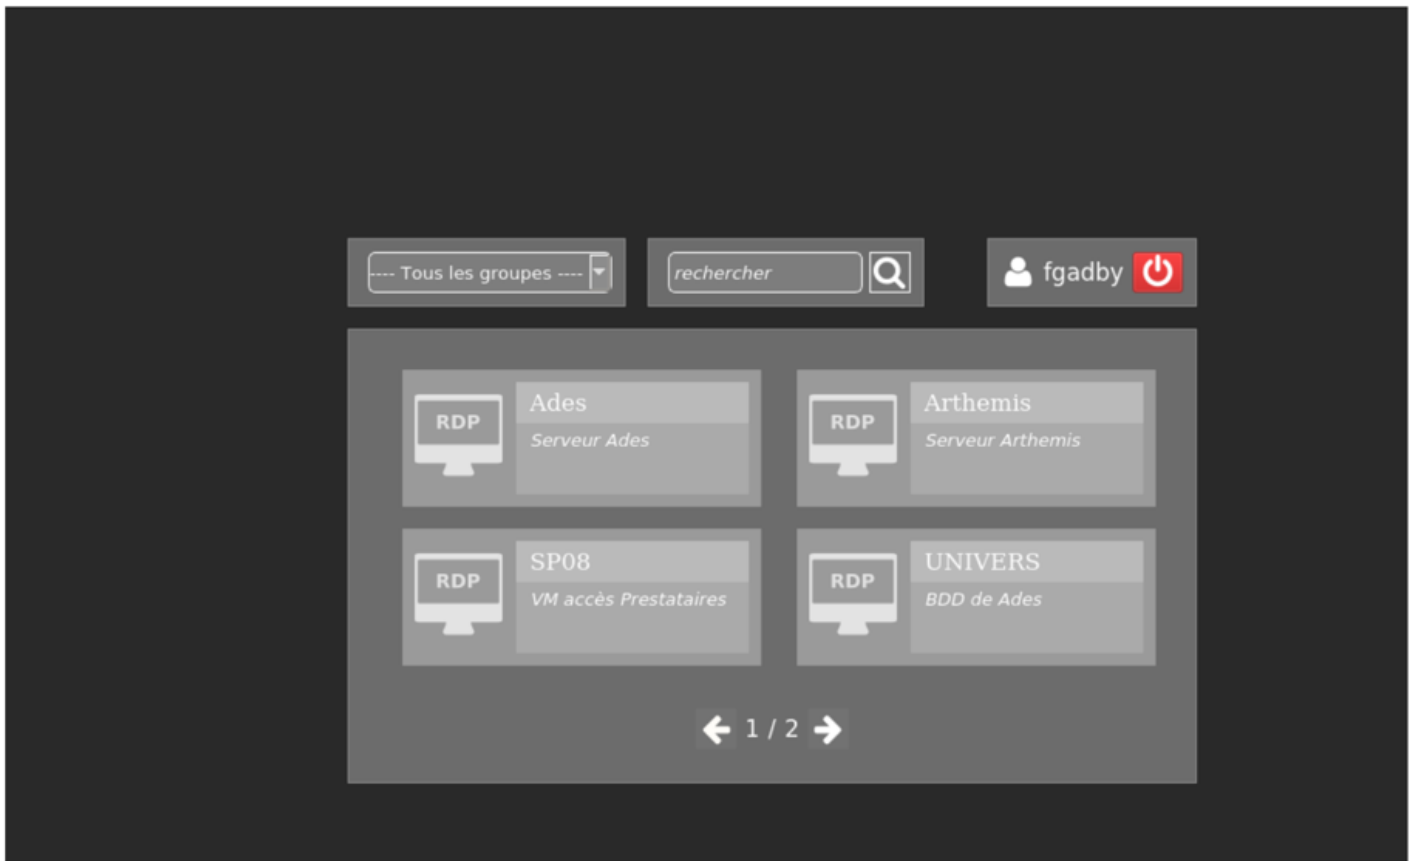 ---- Tous les groupes ----
rechercher
fgadby
RDP
Ades
Serveur Ades
RDP
Arthemis
Serveur Arthemis
RDP
SP08
VM accès Prestataires
RDP
UNIVERS
BDD de Ades
1 / 2